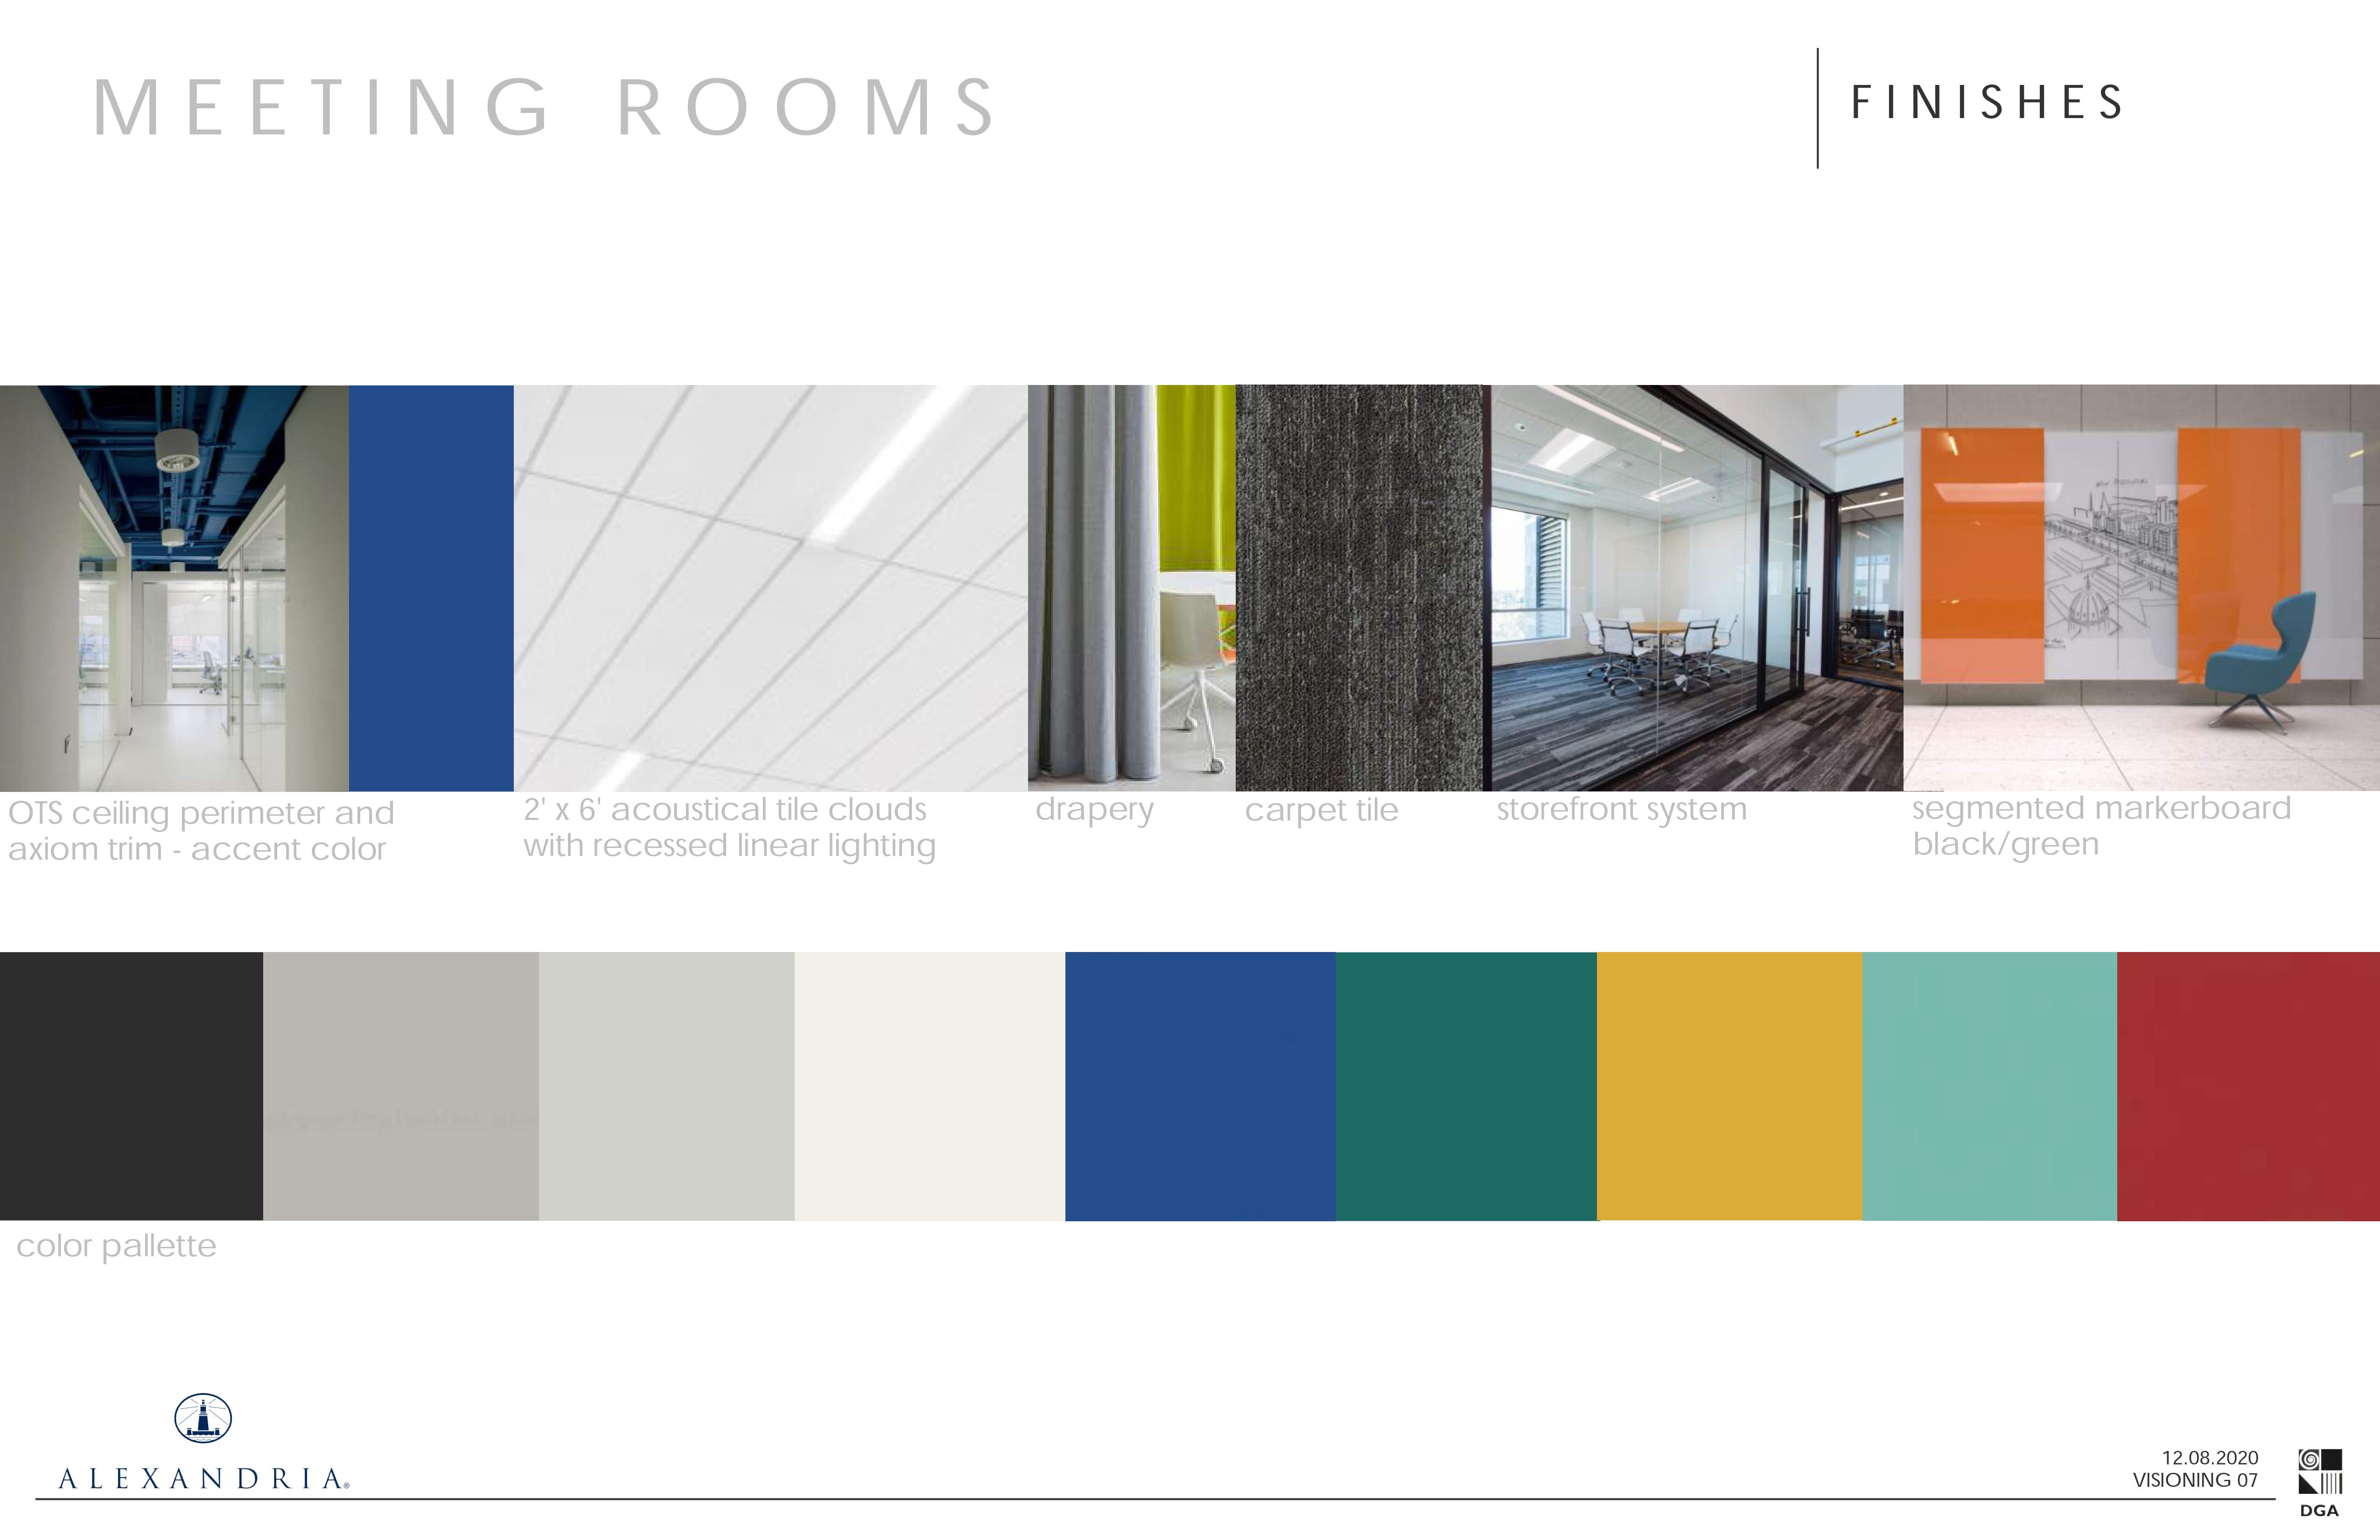 MEETING ROOMS
FINISHES
OTS ceiling perimeter and
axiom trim - accent color
2' x 6' acoustical tile clouds
with recessed linear lighting
drapery
carpet tile
storefront system
segmented markerboard
black/green
color pallette
ALEXANDRIA®
12.08.2020
VISIONING 07
DGA